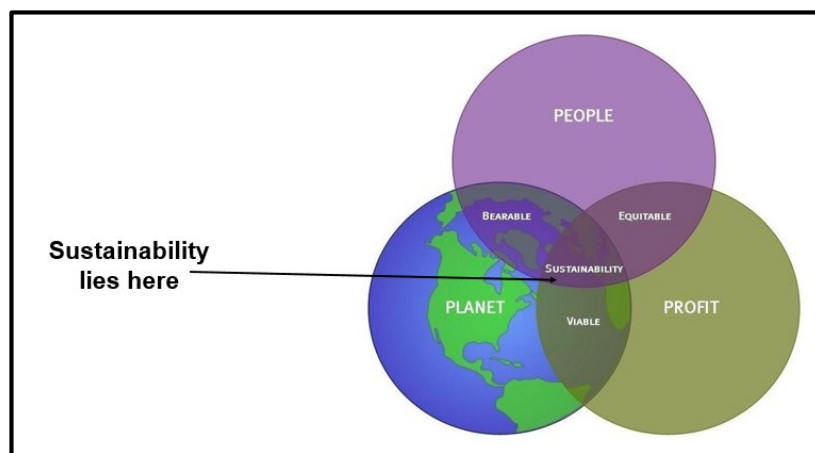 PEOPLE
BEARABLE
EQUITABLE
Sustainability
lies here
SUSTAINABILITY
PLANET
PROFIT
VIABLE